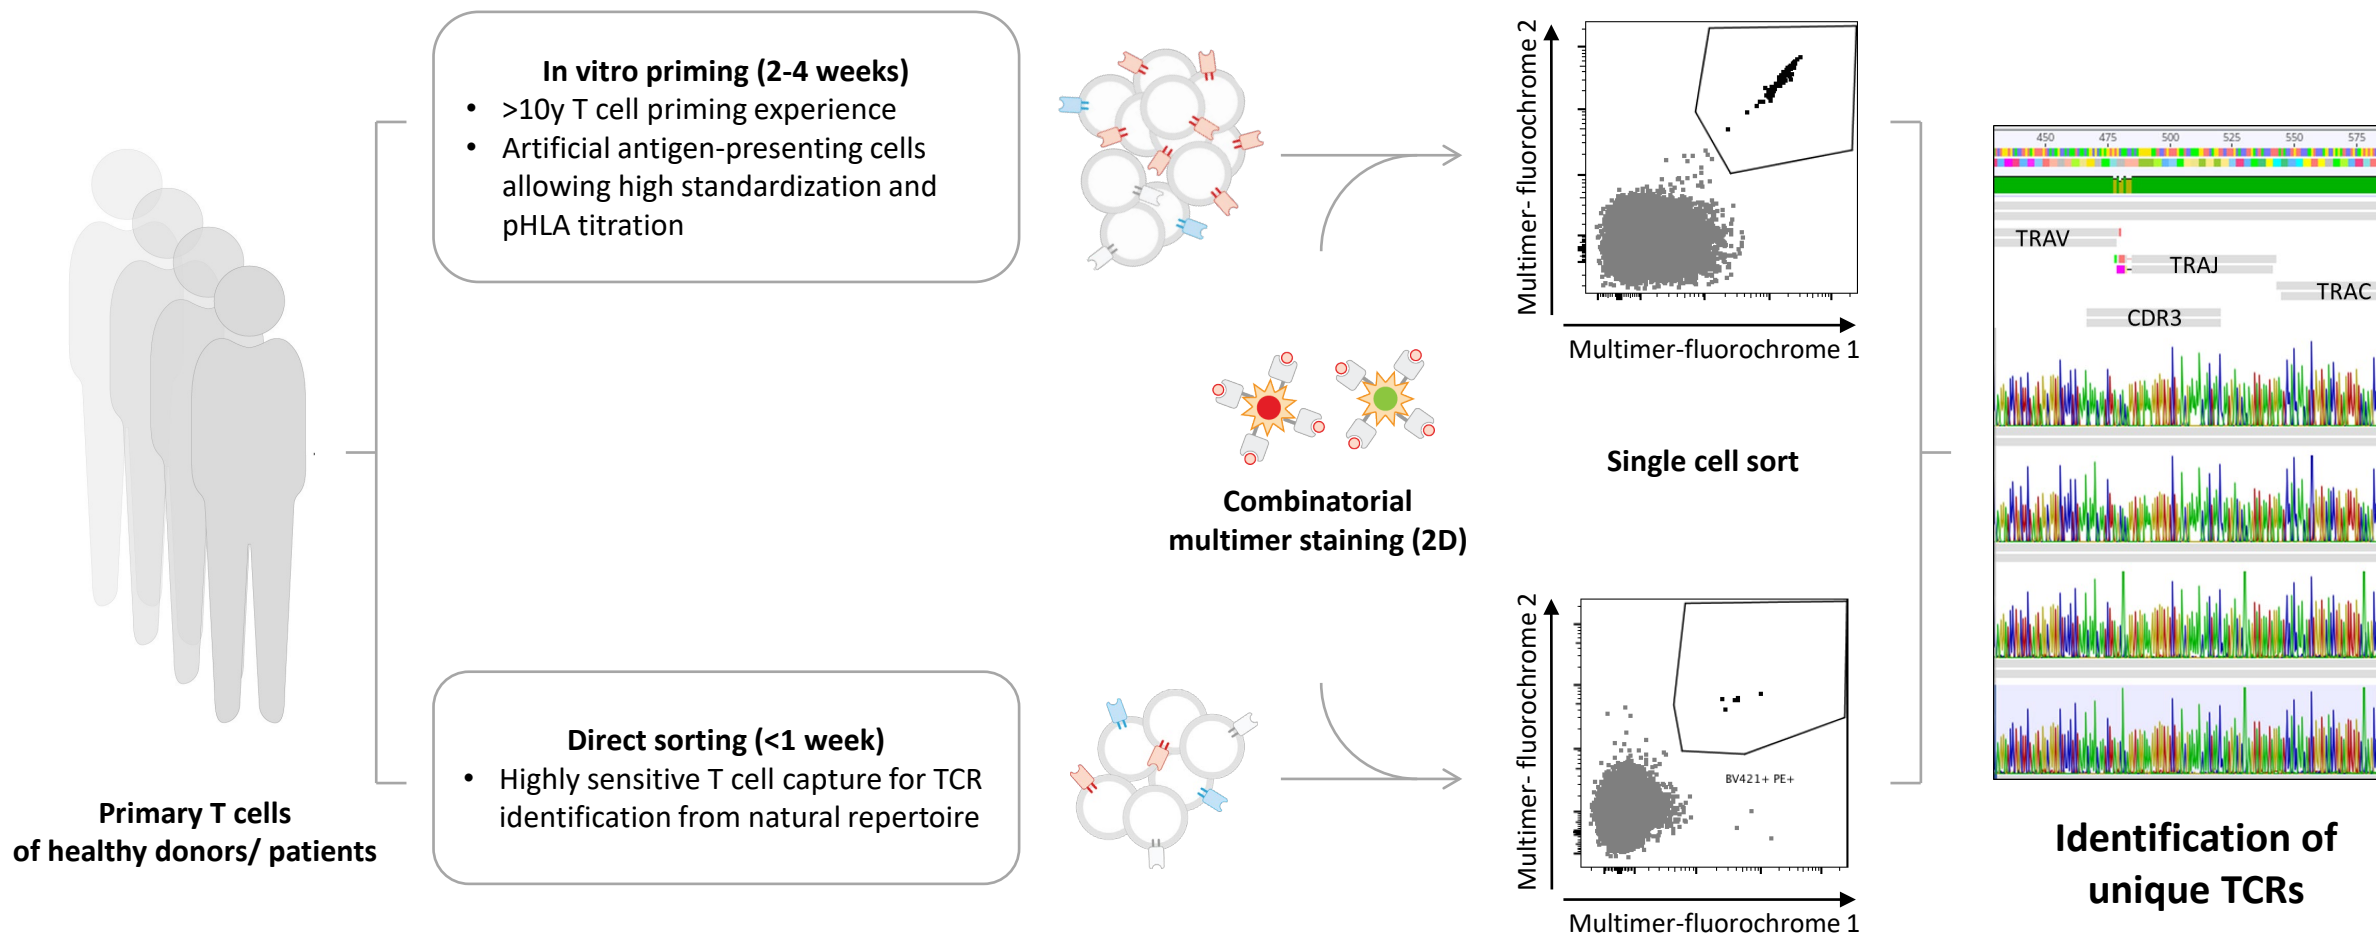 In vitro priming (2-4 weeks)
• >10y T cell priming experience
• Artificial antigen-presenting cells
allowing high standardization and
pHLA titration
Direct sorting (<1 week)
• Highly sensitive T cell capture for TCR
identification from natural repertoire
Primary T cells
of healthy donors/ patients
Combinatorial
multimer staining (2D)
Multimer- fluorochrome 2
Multimer-fluorochrome 1
Single cell sort
Multimer- fluorochrome 2
BV421+ PE+
Multimer-fluorochrome 1
450 475 500 525 550 575
TRAV
TRAJ
TRAC
CDR3
Identification of
unique TCRs